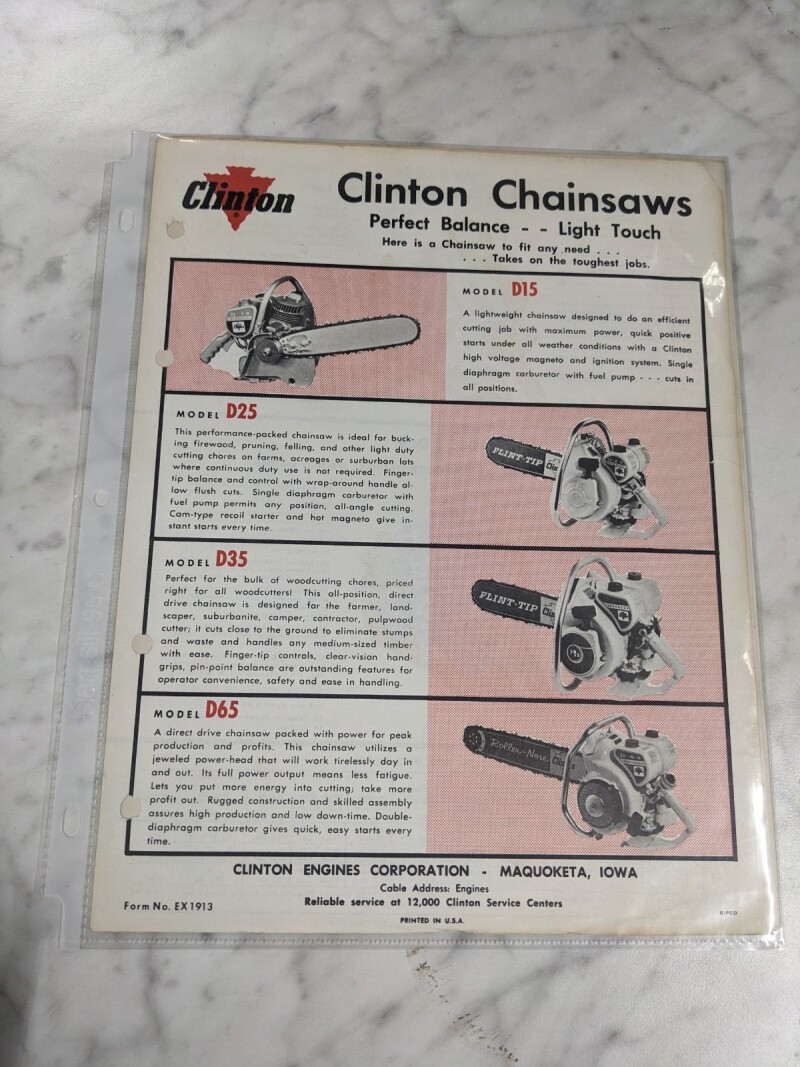 Clinton
Clinton Chainsaws
Perfect Balance - - Light Touch
Here is a Chainsaw to fit any need . . .
. . . Takes on the toughest jobs.
MODEL D15
A lightweight chainsaw designed to do an efficient
cutting job with maximum power, quick positive
starts under all weather conditions with a Clinton
high voltage magneto and ignition system. Single
diaphragm carburetor with fuel pump - - - cuts in
all positions.
MODEL D25
This performance-packed chainsaw is ideal for buck-
ing firewood, pruning, felling, and other light duty
cutting chores on farms, acreages or surburban lots
where continuous duty use is not required. Finger-
tip balance and control with wrap-around handle al-
low flush cuts. Single diaphragm carburetor with
fuel pump permits any position, all-angle cutting.
Cam-type recoil starter and hot magneto give in-
stant starts every time.
FLINT-TIP
MODEL D35
Perfect for the bulk of woodcutting chores, priced
right for all woodcutters! This all-position, direct
drive chainsaw is designed for the farmer, land-
scaper, suburbanite, camper, contractor, pulpwood
cutter; it cuts close to the ground to eliminate stumps
and waste and handles any medium-sized timber
with ease. Finger-tip controls, clear-vision hand-
grips, pin-point balance are outstanding features for
operator convenience, safety and ease in handling.
FLINT-TIP
MODEL D65
A direct drive chainsaw packed with power for peak
production and profits. This chainsaw utilizes a
jeweled power-head that will work tirelessly day in
and out. Its full power output means less fatigue.
Lets you put more energy into cutting; take more
profit out. Rugged construction and skilled assembly
assures high production and low down-time. Double-
diaphragm carburetor gives quick, easy starts every
time.
Roller-Nose
CLINTON ENGINES CORPORATION - MAQUOKETA, IOWA
Cable Address: Engines
Form No. EX1913
Reliable service at 12,000 Clinton Service Centers
PRINTED IN U.S.A.